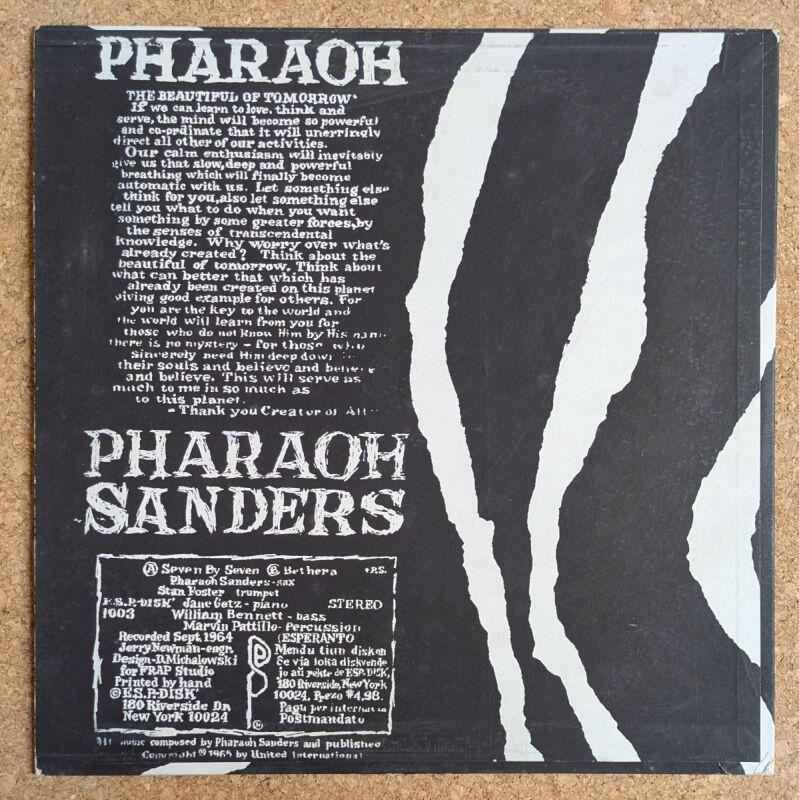 PHARAOH
THE BEAUTIFUL OF TOMORROW.
If we can learn to love, think and
serve, the mind will become so powerful
and co-ordinate that it will unerringly
direct all other of our activities.
Our calm enthusiasm will inevitably
give us that slow, deep and powerful
breathing which will finally become
automatic with us. Let something else
think for you, also let something else
tell you what to do when you want
something by some greater forces, by
the senses of transcendental
knowledge. Why worry over what's
already created? Think about the
beautiful of tomorrow. Think about
what can better that which has
already been created on this planet
giving good example for others. For
you are the key to the world and
the world will learn from you for
those who do not know Him by His name
there is no mystery - for those who
sincerely need Him deep down in
their souls and believo and believe
and believe. This will serve as
much to me in so much as
to this planet.
- Thank you Creator of All
PHARAOH
SANDERS
A Seven By Seven B Bethera P.S.
Pharaoh Sanders - sax
Stan Foster trumpet
E.S.P.-DISK' Jane Getz - piano STEREO
1003 William Bennett - bass
Marvin Pattillo - Percussion
Recorded Sept. 1964
Jerry Newman - engr.
Design - D. Michalowski
for FRAP Studio
Printed by hand
© E.S.P.-DISK'
180 Riverside Dr.
New York 10024
(ESPERANTO
Mendu tiun diskon
ĉe via loka diskvende
jo aŭ rekte de ESP-DISK,
180 Riverside, New York
10024. Prezo $4.98.
Pagu per internacia
Postmandato
All music composed by Pharaoh Sanders and published
Copyright © 1965 by United International